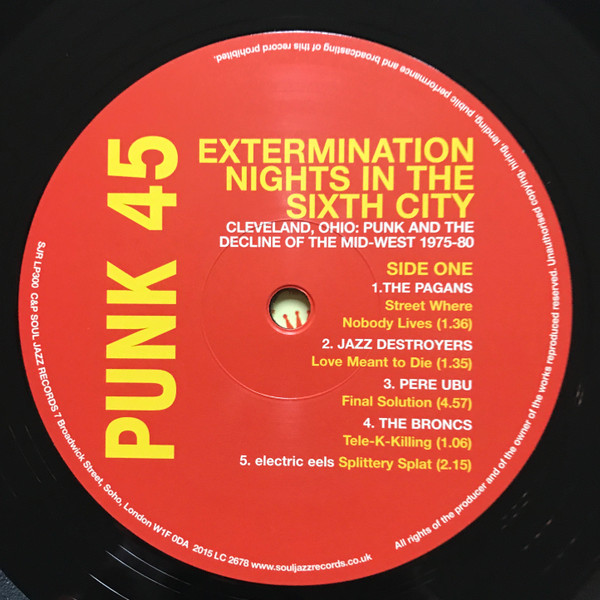 PUNK 45
EXTERMINATION
NIGHTS IN THE
SIXTH CITY
CLEVELAND, OHIO: PUNK AND THE
DECLINE OF THE MID-WEST 1975-80
SIDE ONE
1.THE PAGANS
Street Where
Nobody Lives (1.36)
2. JAZZ DESTROYERS
Love Meant to Die (1.35)
3. PERE UBU
Final Solution (4.57)
4. THE BRONCS
Tele-K-Killing (1.06)
5. electric eels Splittery Splat (2.15)
SJR LP300 C&P SOUL JAZZ RECORDS 7 Broadwick Street, Soho, London W1F 0DA 2015 LC 2678 www.souljazzrecords.co.uk
All rights of the producer and of the owner of the works reproduced reserved. Unauthorised copying, hiring, lending, public performance and broadcasting of this record prohibited.